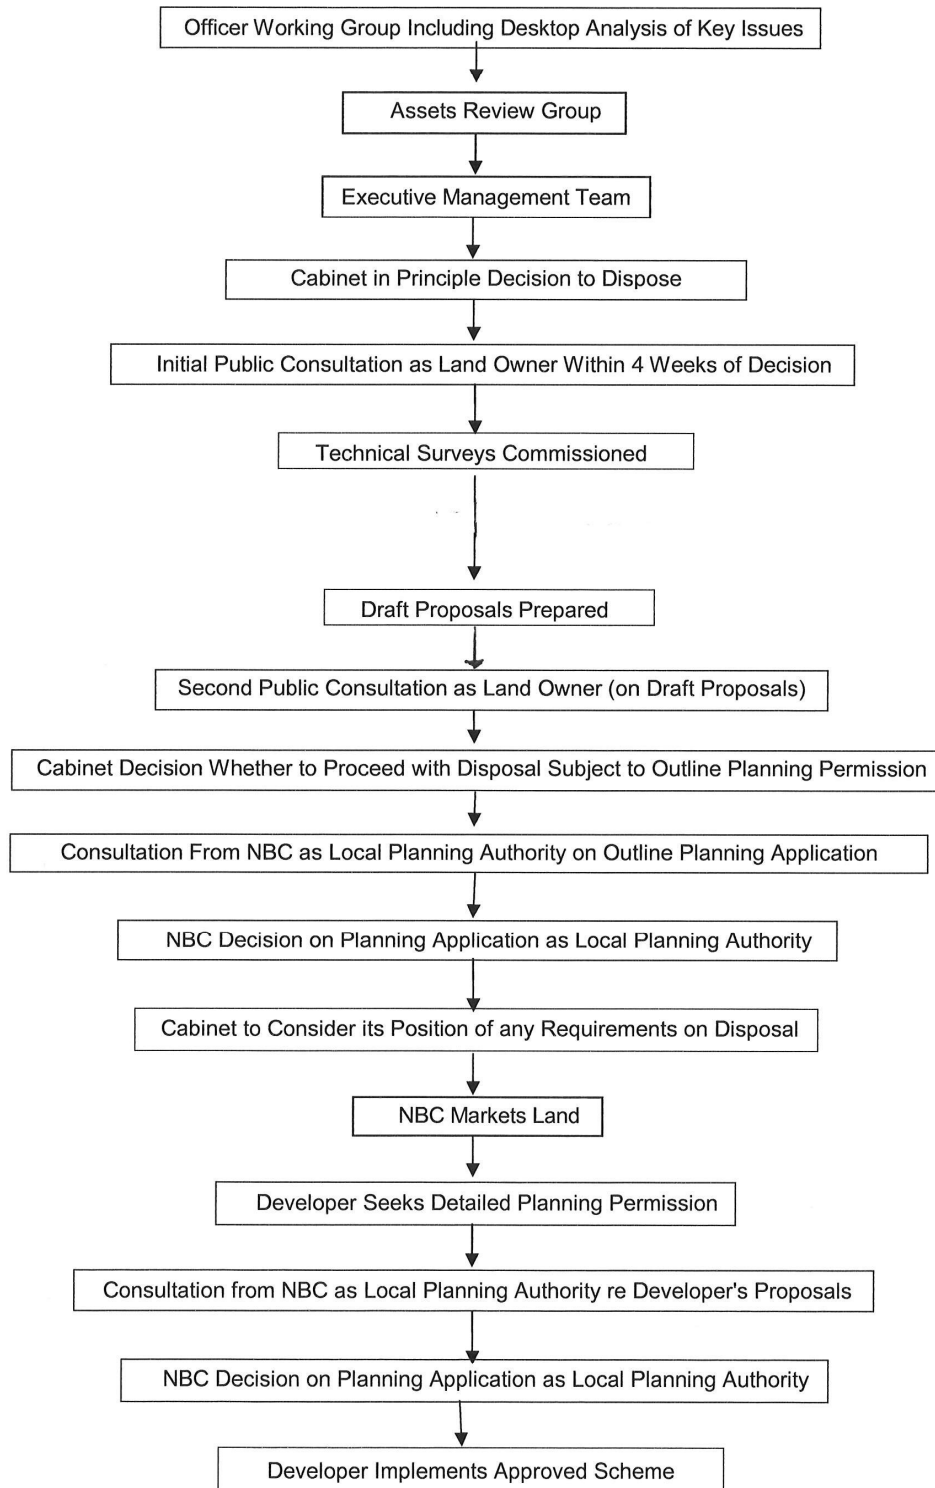 Officer Working Group Including Desktop Analysis of Key Issues
Assets Review Group
Executive Management Team
Cabinet in Principle Decision to Dispose
Initial Public Consultation as Land Owner Within 4 Weeks of Decision
Technical Surveys Commissioned
Draft Proposals Prepared
Second Public Consultation as Land Owner (on Draft Proposals)
Cabinet Decision Whether to Proceed with Disposal Subject to Outline Planning Permission
Consultation From NBC as Local Planning Authority on Outline Planning Application
NBC Decision on Planning Application as Local Planning Authority
Cabinet to Consider its Position of any Requirements on Disposal
NBC Markets Land
Developer Seeks Detailed Planning Permission
Consultation from NBC as Local Planning Authority re Developer's Proposals
NBC Decision on Planning Application as Local Planning Authority
Developer Implements Approved Scheme